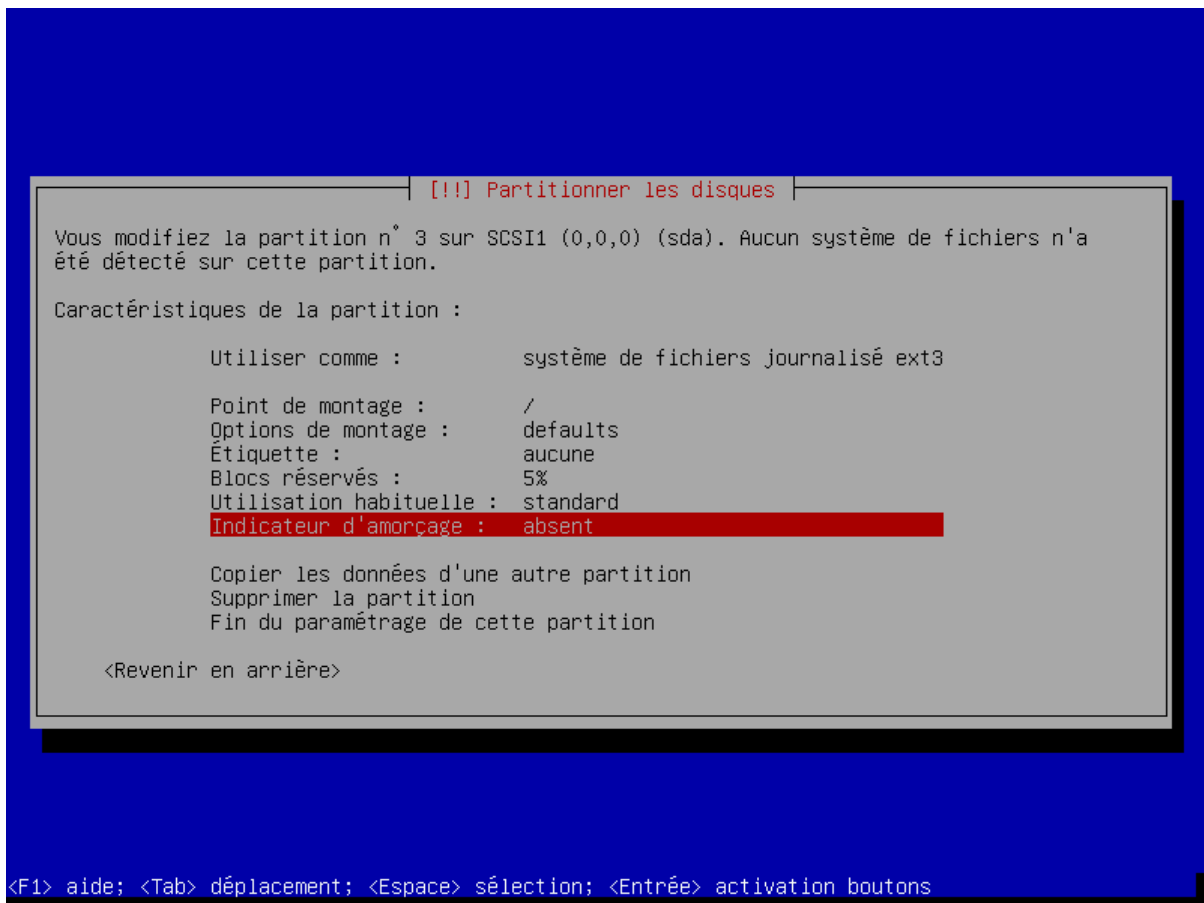 [!!] Partitionner les disques
Vous modifiez la partition n° 3 sur SCSI1 (0,0,0) (sda). Aucun système de fichiers n'a
été détecté sur cette partition.
Caractéristiques de la partition :
Utiliser comme : système de fichiers journalisé ext3
Point de montage : /
Options de montage : defaults
Étiquette : aucune
Blocs réservés : 5%
Utilisation habituelle : standard
Indicateur d'amorçage : absent
Copier les données d'une autre partition
Supprimer la partition
Fin du paramétrage de cette partition
<Revenir en arrière>
<F1> aide; <Tab> déplacement; <Espace> sélection; <Entrée> activation boutons